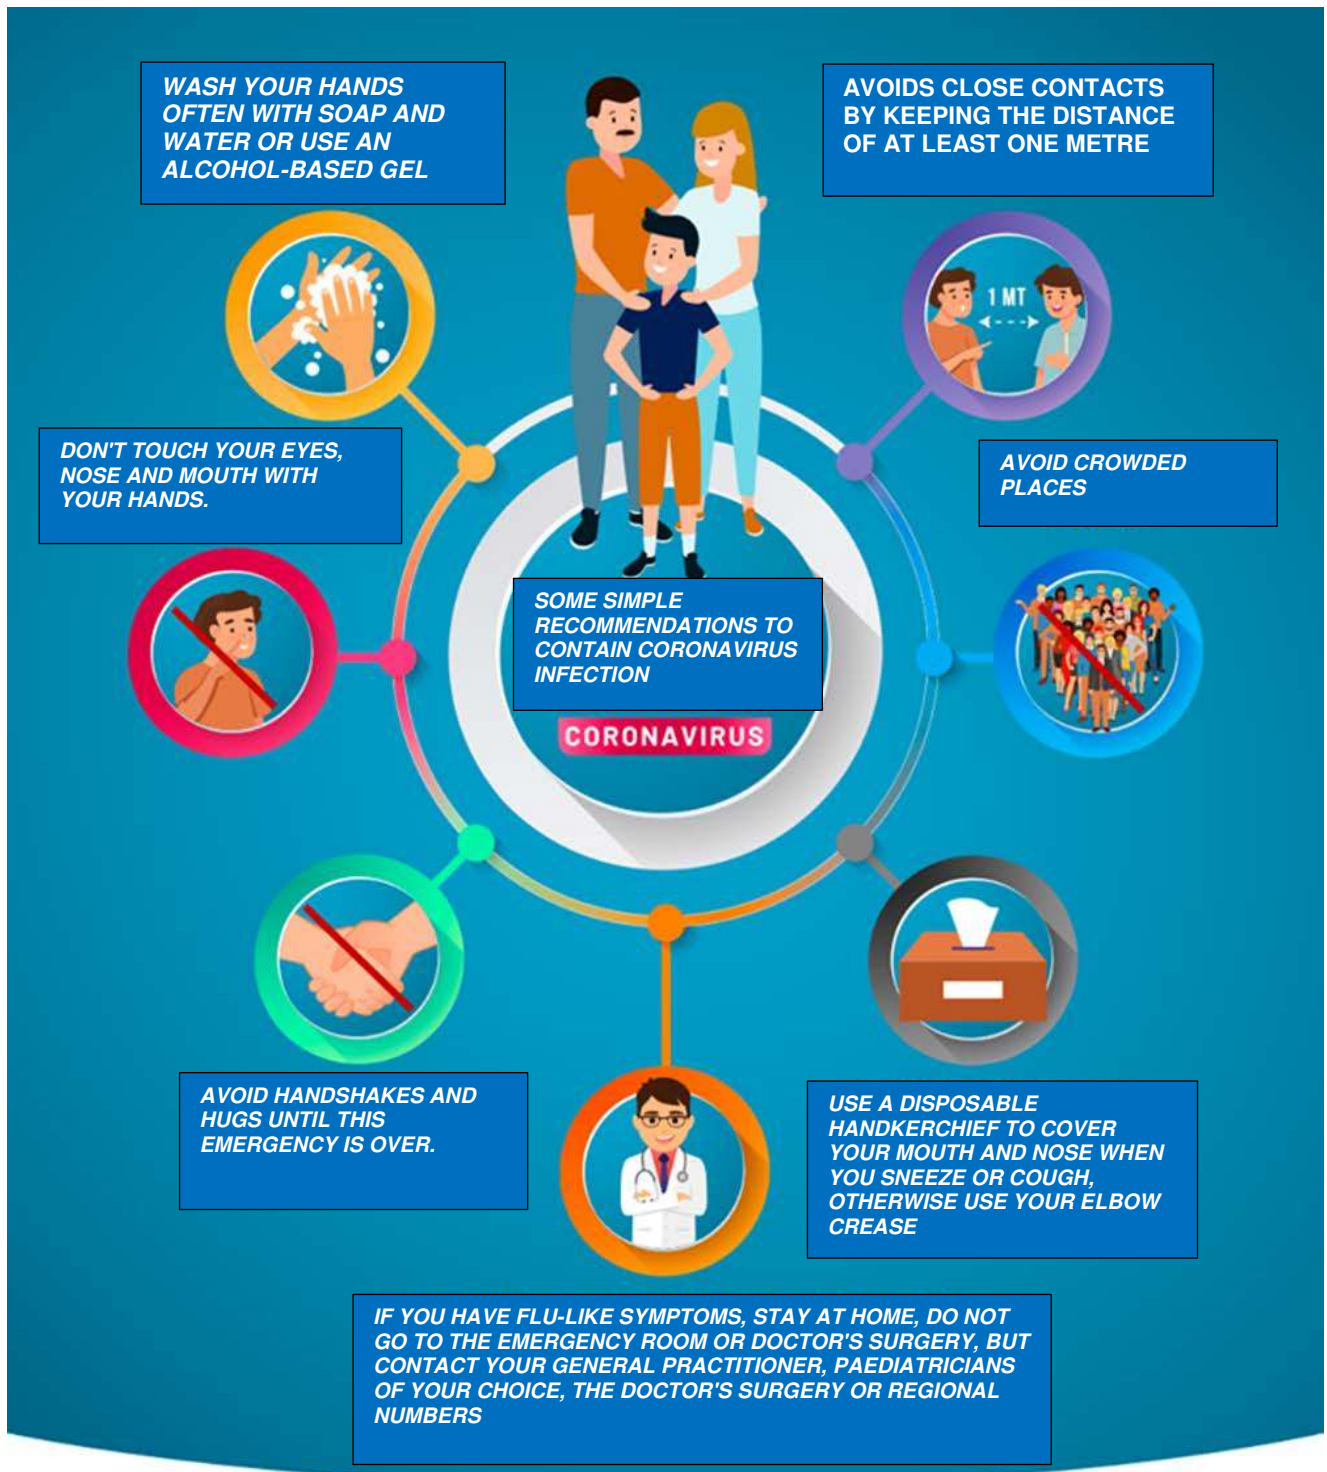 WASH YOUR HANDS
OFTEN WITH SOAP AND
WATER OR USE AN
ALCOHOL-BASED GEL
AVOIDS CLOSE CONTACTS
BY KEEPING THE DISTANCE
OF AT LEAST ONE METRE
1 MT
DON'T TOUCH YOUR EYES,
NOSE AND MOUTH WITH
YOUR HANDS.
AVOID CROWDED
PLACES
SOME SIMPLE
RECOMMENDATIONS TO
CONTAIN CORONAVIRUS
INFECTION
CORONAVIRUS
AVOID HANDSHAKES AND
HUGS UNTIL THIS
EMERGENCY IS OVER.
USE A DISPOSABLE
HANDKERCHIEF TO COVER
YOUR MOUTH AND NOSE WHEN
YOU SNEEZE OR COUGH,
OTHERWISE USE YOUR ELBOW
CREASE
IF YOU HAVE FLU-LIKE SYMPTOMS, STAY AT HOME, DO NOT
GO TO THE EMERGENCY ROOM OR DOCTOR'S SURGERY, BUT
CONTACT YOUR GENERAL PRACTITIONER, PAEDIATRICIANS
OF YOUR CHOICE, THE DOCTOR'S SURGERY OR REGIONAL
NUMBERS